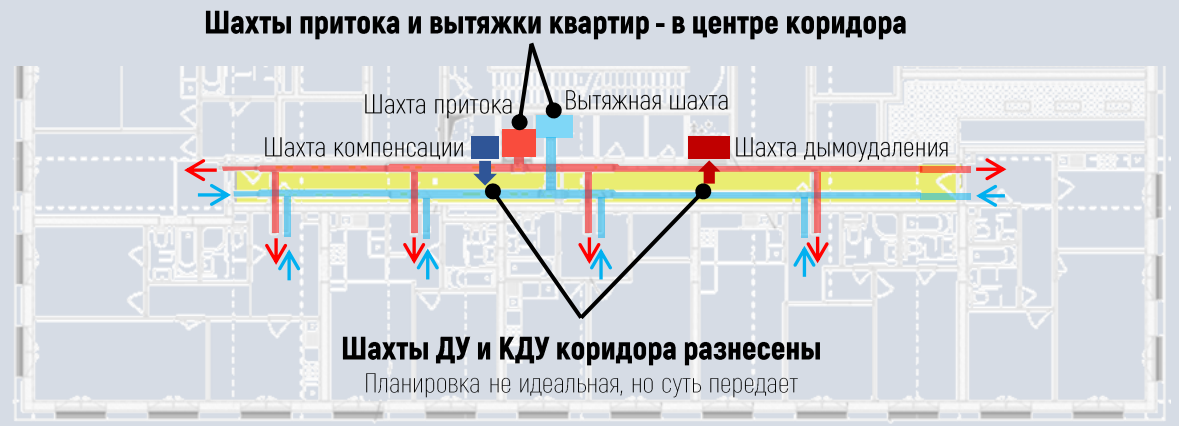 Шахты притока и вытяжки квартир - в центре коридора
Шахта притока
Вытяжная шахта
Шахта компенсации
Шахта дымоудаления
Шахты ДУ и КДУ коридора разнесены
Планировка не идеальная, но суть передает